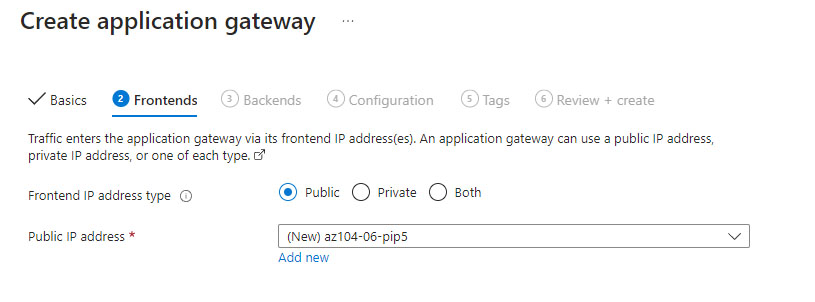 Create application gateway ...
Basics 2 Frontends 3 Backends 4 Configuration 5 Tags 6 Review + create
Traffic enters the application gateway via its frontend IP address(es). An application gateway can use a public IP address,
private IP address, or one of each type.
Frontend IP address type Public Private Both
Public IP address * (New) az104-06-pip5
Add new